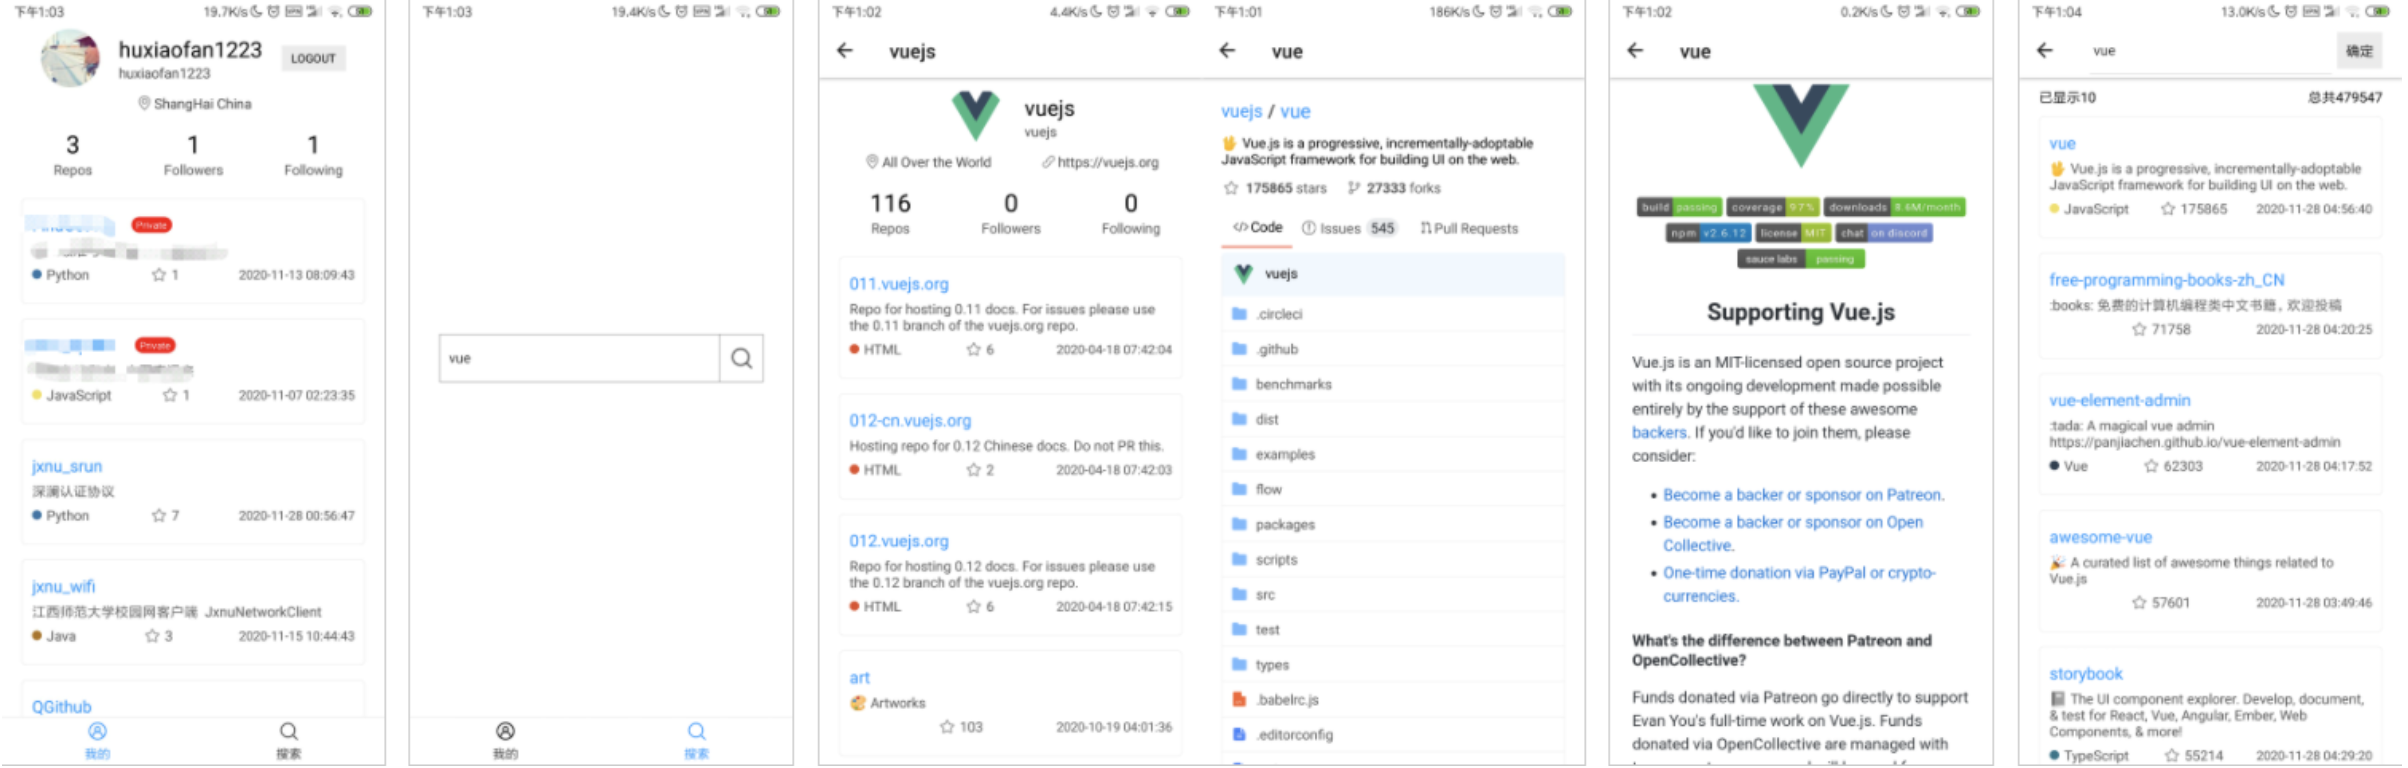 下午1:03
19.7K/s
huxiaofan1223
huxiaofan1223
LOGOUT
ShangHai China
3
1
1
Repos
Followers
Following
Private
Python
1
2020-11-13 08:09:43
Private
JavaScript
1
2020-11-07 02:23:35
jxnu_srun
深澜认证协议
Python
7
2020-11-28 00:56:47
jxnu_wifi
江西师范大学校园网客户端 JxnuNetworkClient
Java
3
2020-11-15 10:44:43
QGithub
我的
搜索
下午1:03
19.4K/s
vue
我的
搜索
下午1:02
4.4K/s
vuejs
vuejs
vuejs
All Over the World
https://vuejs.org
116
0
0
Repos
Followers
Following
011.vuejs.org
Repo for hosting 0.11 docs. For issues please use
the 0.11 branch of the vuejs.org repo.
HTML
6
2020-04-18 07:42:04
012-cn.vuejs.org
Hosting repo for 0.12 Chinese docs. Do not PR this.
HTML
2
2020-04-18 07:42:03
012.vuejs.org
Repo for hosting 0.12 docs. For issues please use
the 0.12 branch of the vuejs.org repo.
HTML
6
2020-04-18 07:42:15
art
Artworks
103
2020-10-19 04:01:36
下午1:01
186K/s
vue
vuejs / vue
Vue.js is a progressive, incrementally-adoptable
JavaScript framework for building UI on the web.
175865 stars
27333 forks
Code
Issues 545
Pull Requests
vuejs
.circleci
.github
benchmarks
dist
examples
flow
packages
scripts
src
test
types
.babelrc.js
.editorconfig
下午1:02
0.2K/s
vue
build passing
coverage 97%
downloads 8.6M/month
npm v2.6.12
license MIT
chat on discord
sauce labs passing
Supporting Vue.js
Vue.js is an MIT-licensed open source project
with its ongoing development made possible
entirely by the support of these awesome
backers. If you'd like to join them, please
consider:
• Become a backer or sponsor on Patreon.
• Become a backer or sponsor on Open
Collective.
• One-time donation via PayPal or crypto-
currencies.
What's the difference between Patreon and
OpenCollective?
Funds donated via Patreon go directly to support
Evan You's full-time work on Vue.js. Funds
donated via OpenCollective are managed with
下午1:04
13.0K/s
vue
确定
已显示10
总共479547
vue
Vue.js is a progressive, incrementally-adoptable
JavaScript framework for building UI on the web.
JavaScript
175865
2020-11-28 04:56:40
free-programming-books-zh_CN
:books: 免费的计算机编程类中文书籍，欢迎投稿
71758
2020-11-28 04:20:25
vue-element-admin
:tada: A magical vue admin
https://panjiachen.github.io/vue-element-admin
Vue
62303
2020-11-28 04:17:52
awesome-vue
A curated list of awesome things related to
Vue.js
57601
2020-11-28 03:49:46
storybook
The UI component explorer. Develop, document,
& test for React, Vue, Angular, Ember, Web
Components, & more!
TypeScript
55214
2020-11-28 04:29:20